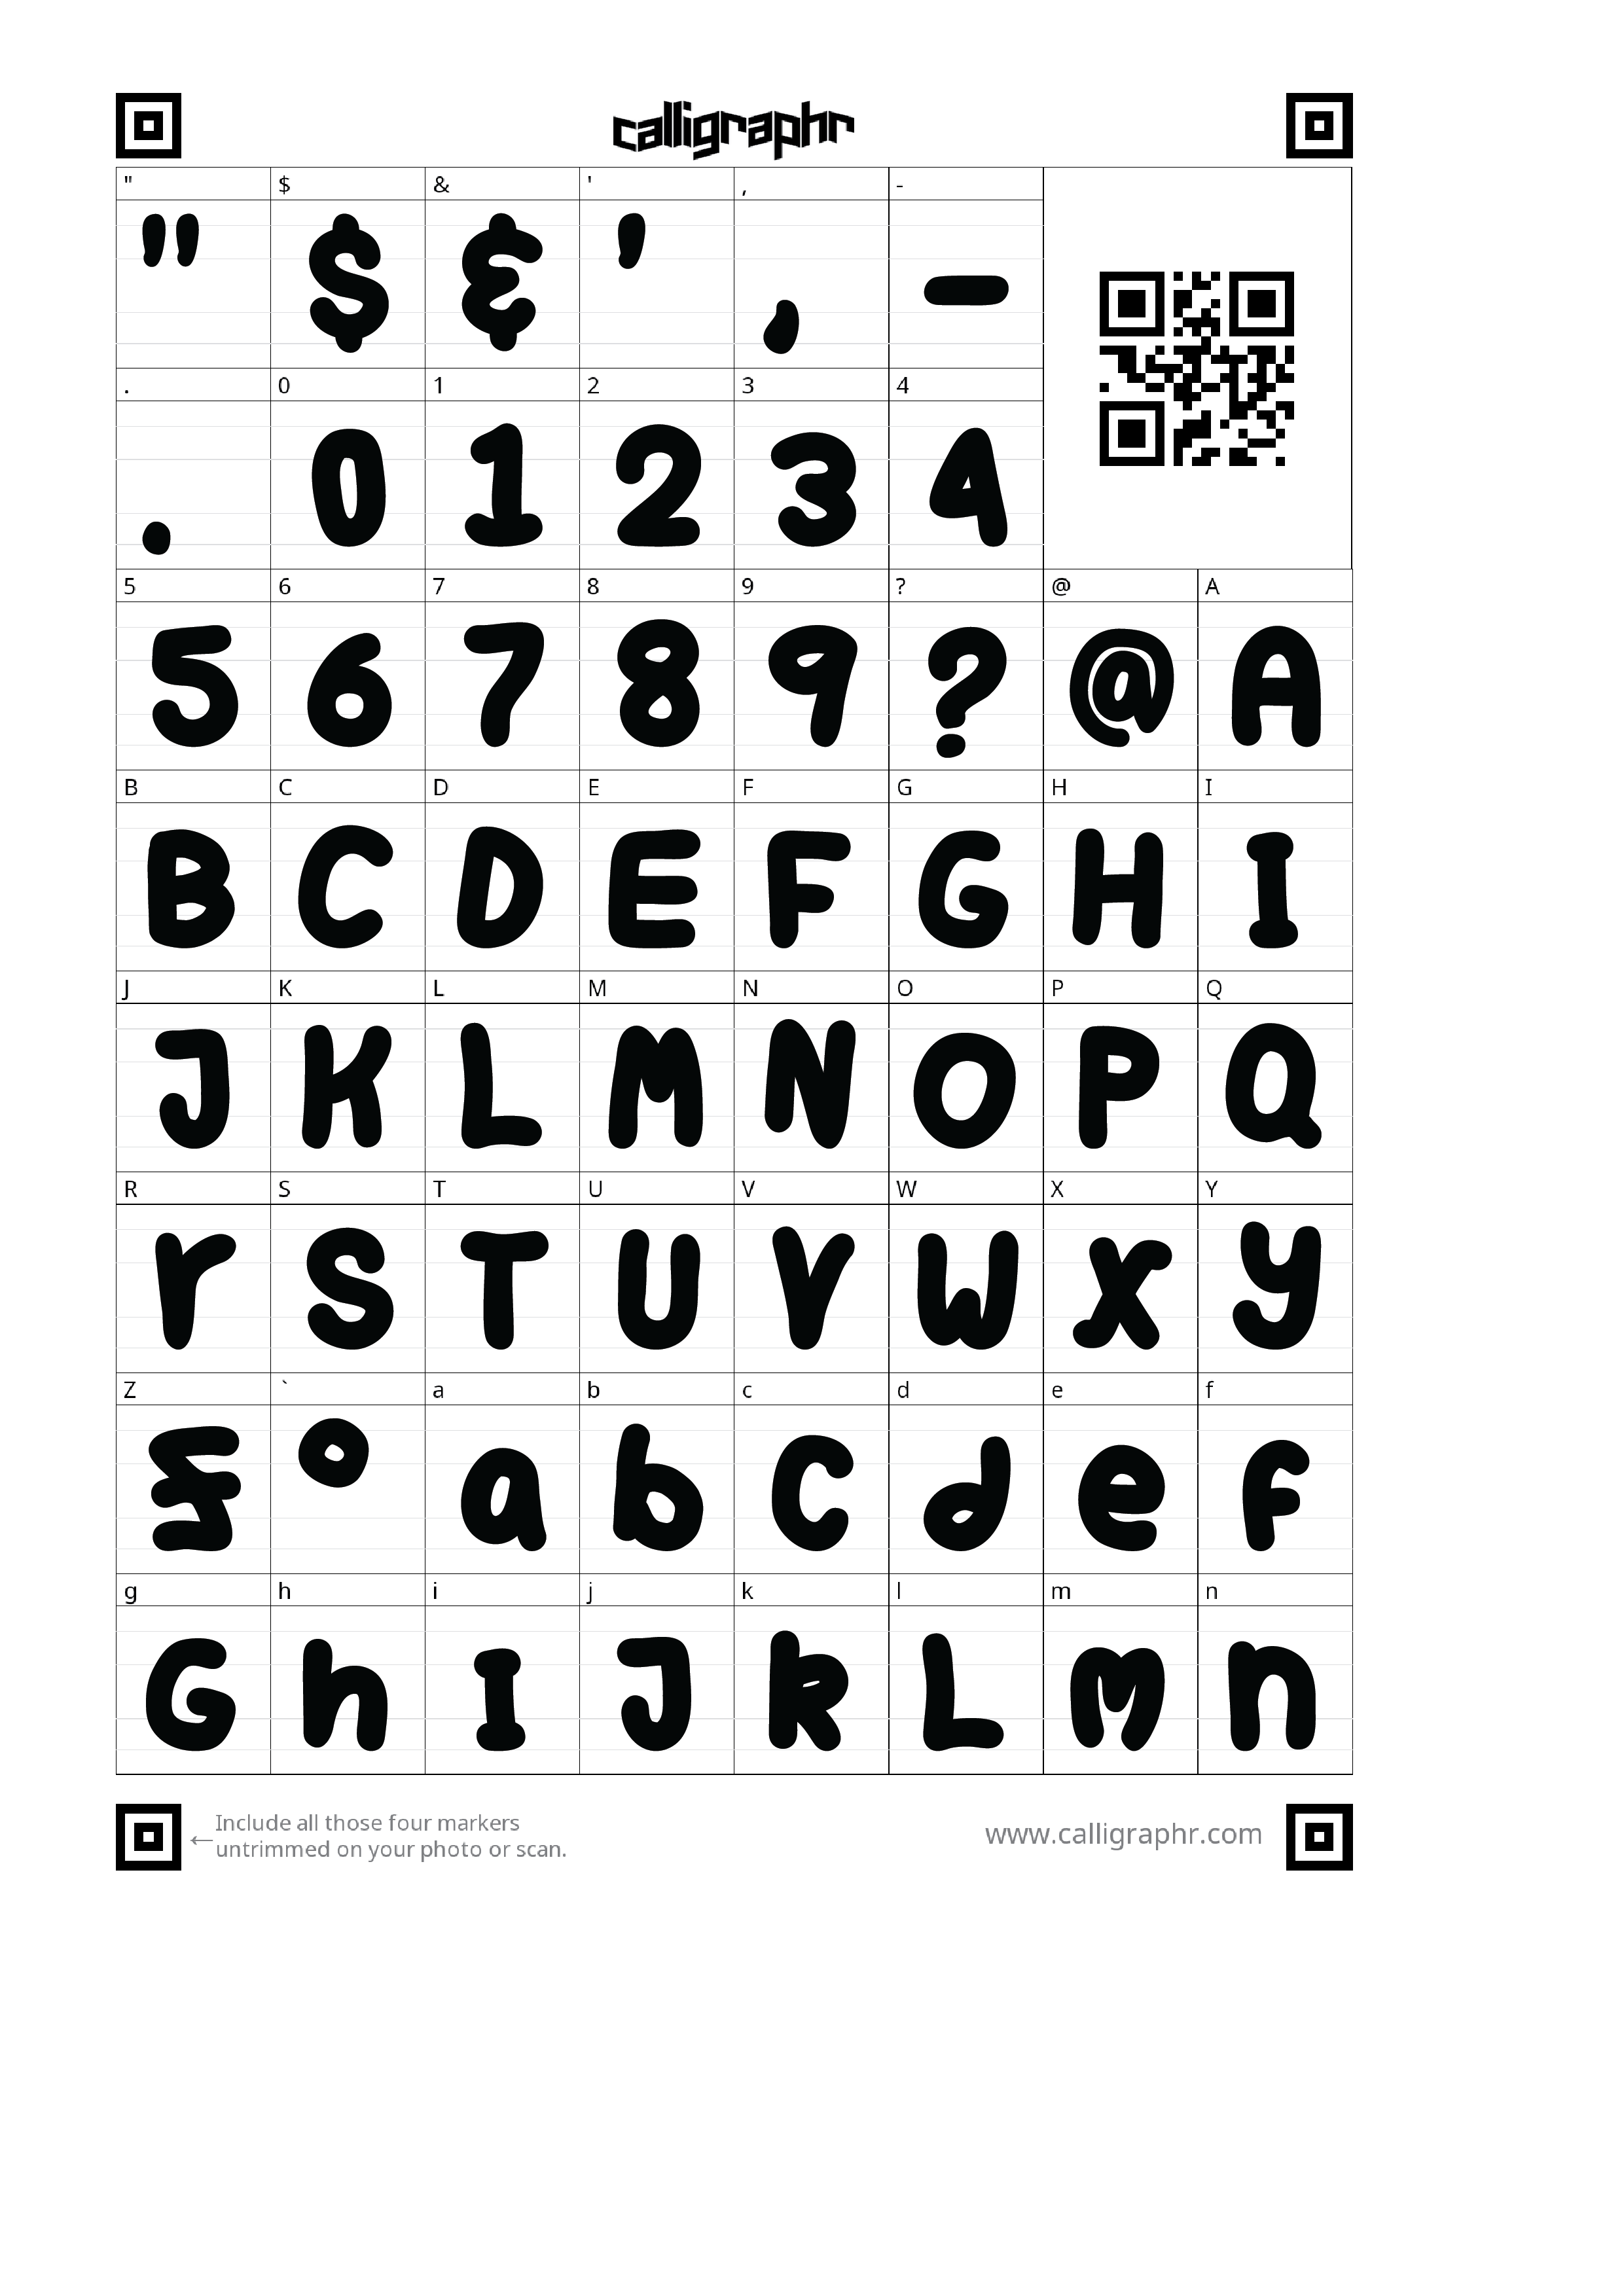 calligraphr
" $ & ' , -
" $ & ' , -
. 0 1 2 3 4
. 0 1 2 3 4
5 6 7 8 9 ? @ A
5 6 7 8 9 ? @ A
B C D E F G H I
B C D E F G H I
J K L M N O P Q
J K L M N O P Q
R S T U V W X Y
r S T U V W X y
Z ` a b c d e f
° a b c d e f
g h i j k l m n
G h I J k L M n
←Include all those four markers
untrimmed on your photo or scan.
www.calligraphr.com